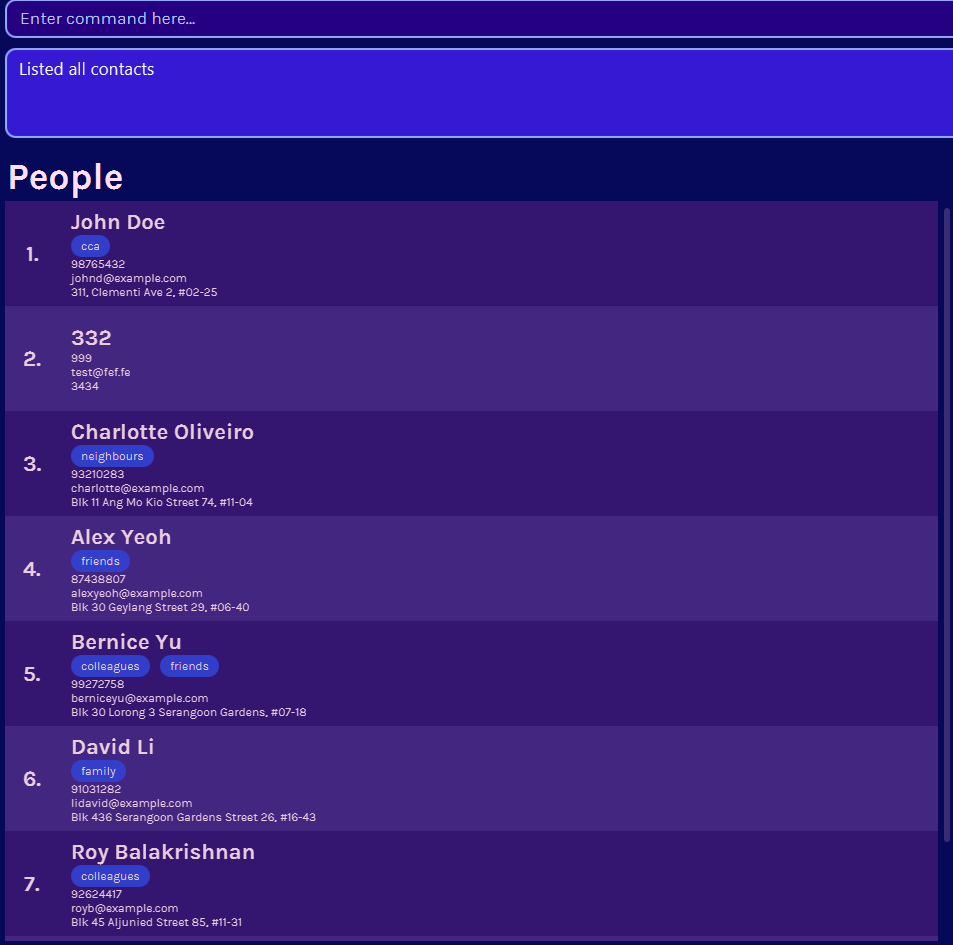 Enter command here...
Listed all contacts
People
1.
John Doe
cca
98765432
johnd@example.com
311, Clementi Ave 2, #02-25
2.
332
999
test@fef.fe
3434
3.
Charlotte Oliveiro
neighbours
93210283
charlotte@example.com
Blk 11 Ang Mo Kio Street 74, #11-04
4.
Alex Yeoh
friends
87438807
alexyeoh@example.com
Blk 30 Geylang Street 29, #06-40
5.
Bernice Yu
colleagues friends
99272758
berniceyu@example.com
Blk 30 Lorong 3 Serangoon Gardens, #07-18
6.
David Li
family
91031282
lidavid@example.com
Blk 436 Serangoon Gardens Street 26, #16-43
7.
Roy Balakrishnan
colleagues
92624417
royb@example.com
Blk 45 Aljunied Street 85, #11-31